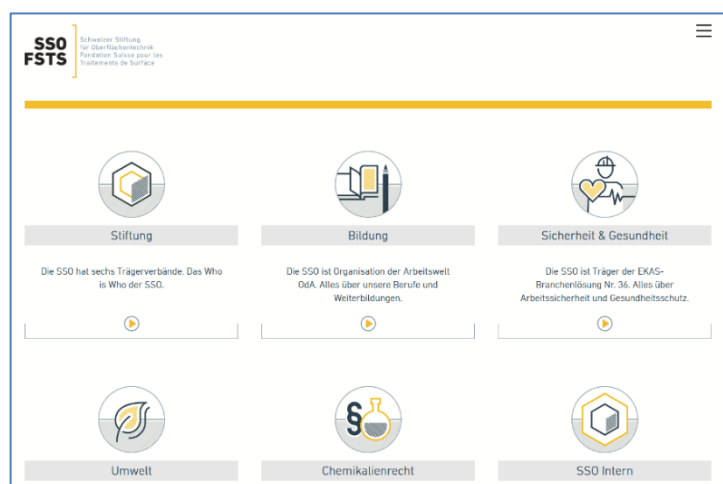 SSO
FSTS
Schweizer Stiftung
für Oberflächentechnik
Fondation Suisse pour les
Traitements de Surface
Stiftung
Bildung
Sicherheit & Gesundheit
Die SSO hat sechs Trägerverbände. Das Who
is Who der SSO.
Die SSO ist Organisation der Arbeitswelt
OdA. Alles über unsere Berufe und
Weiterbildungen.
Die SSO ist Träger der EKAS-
Branchenlösung Nr. 36. Alles über
Arbeitssicherheit und Gesundheitsschutz.
§
Umwelt
Chemikalienrecht
SSO Intern